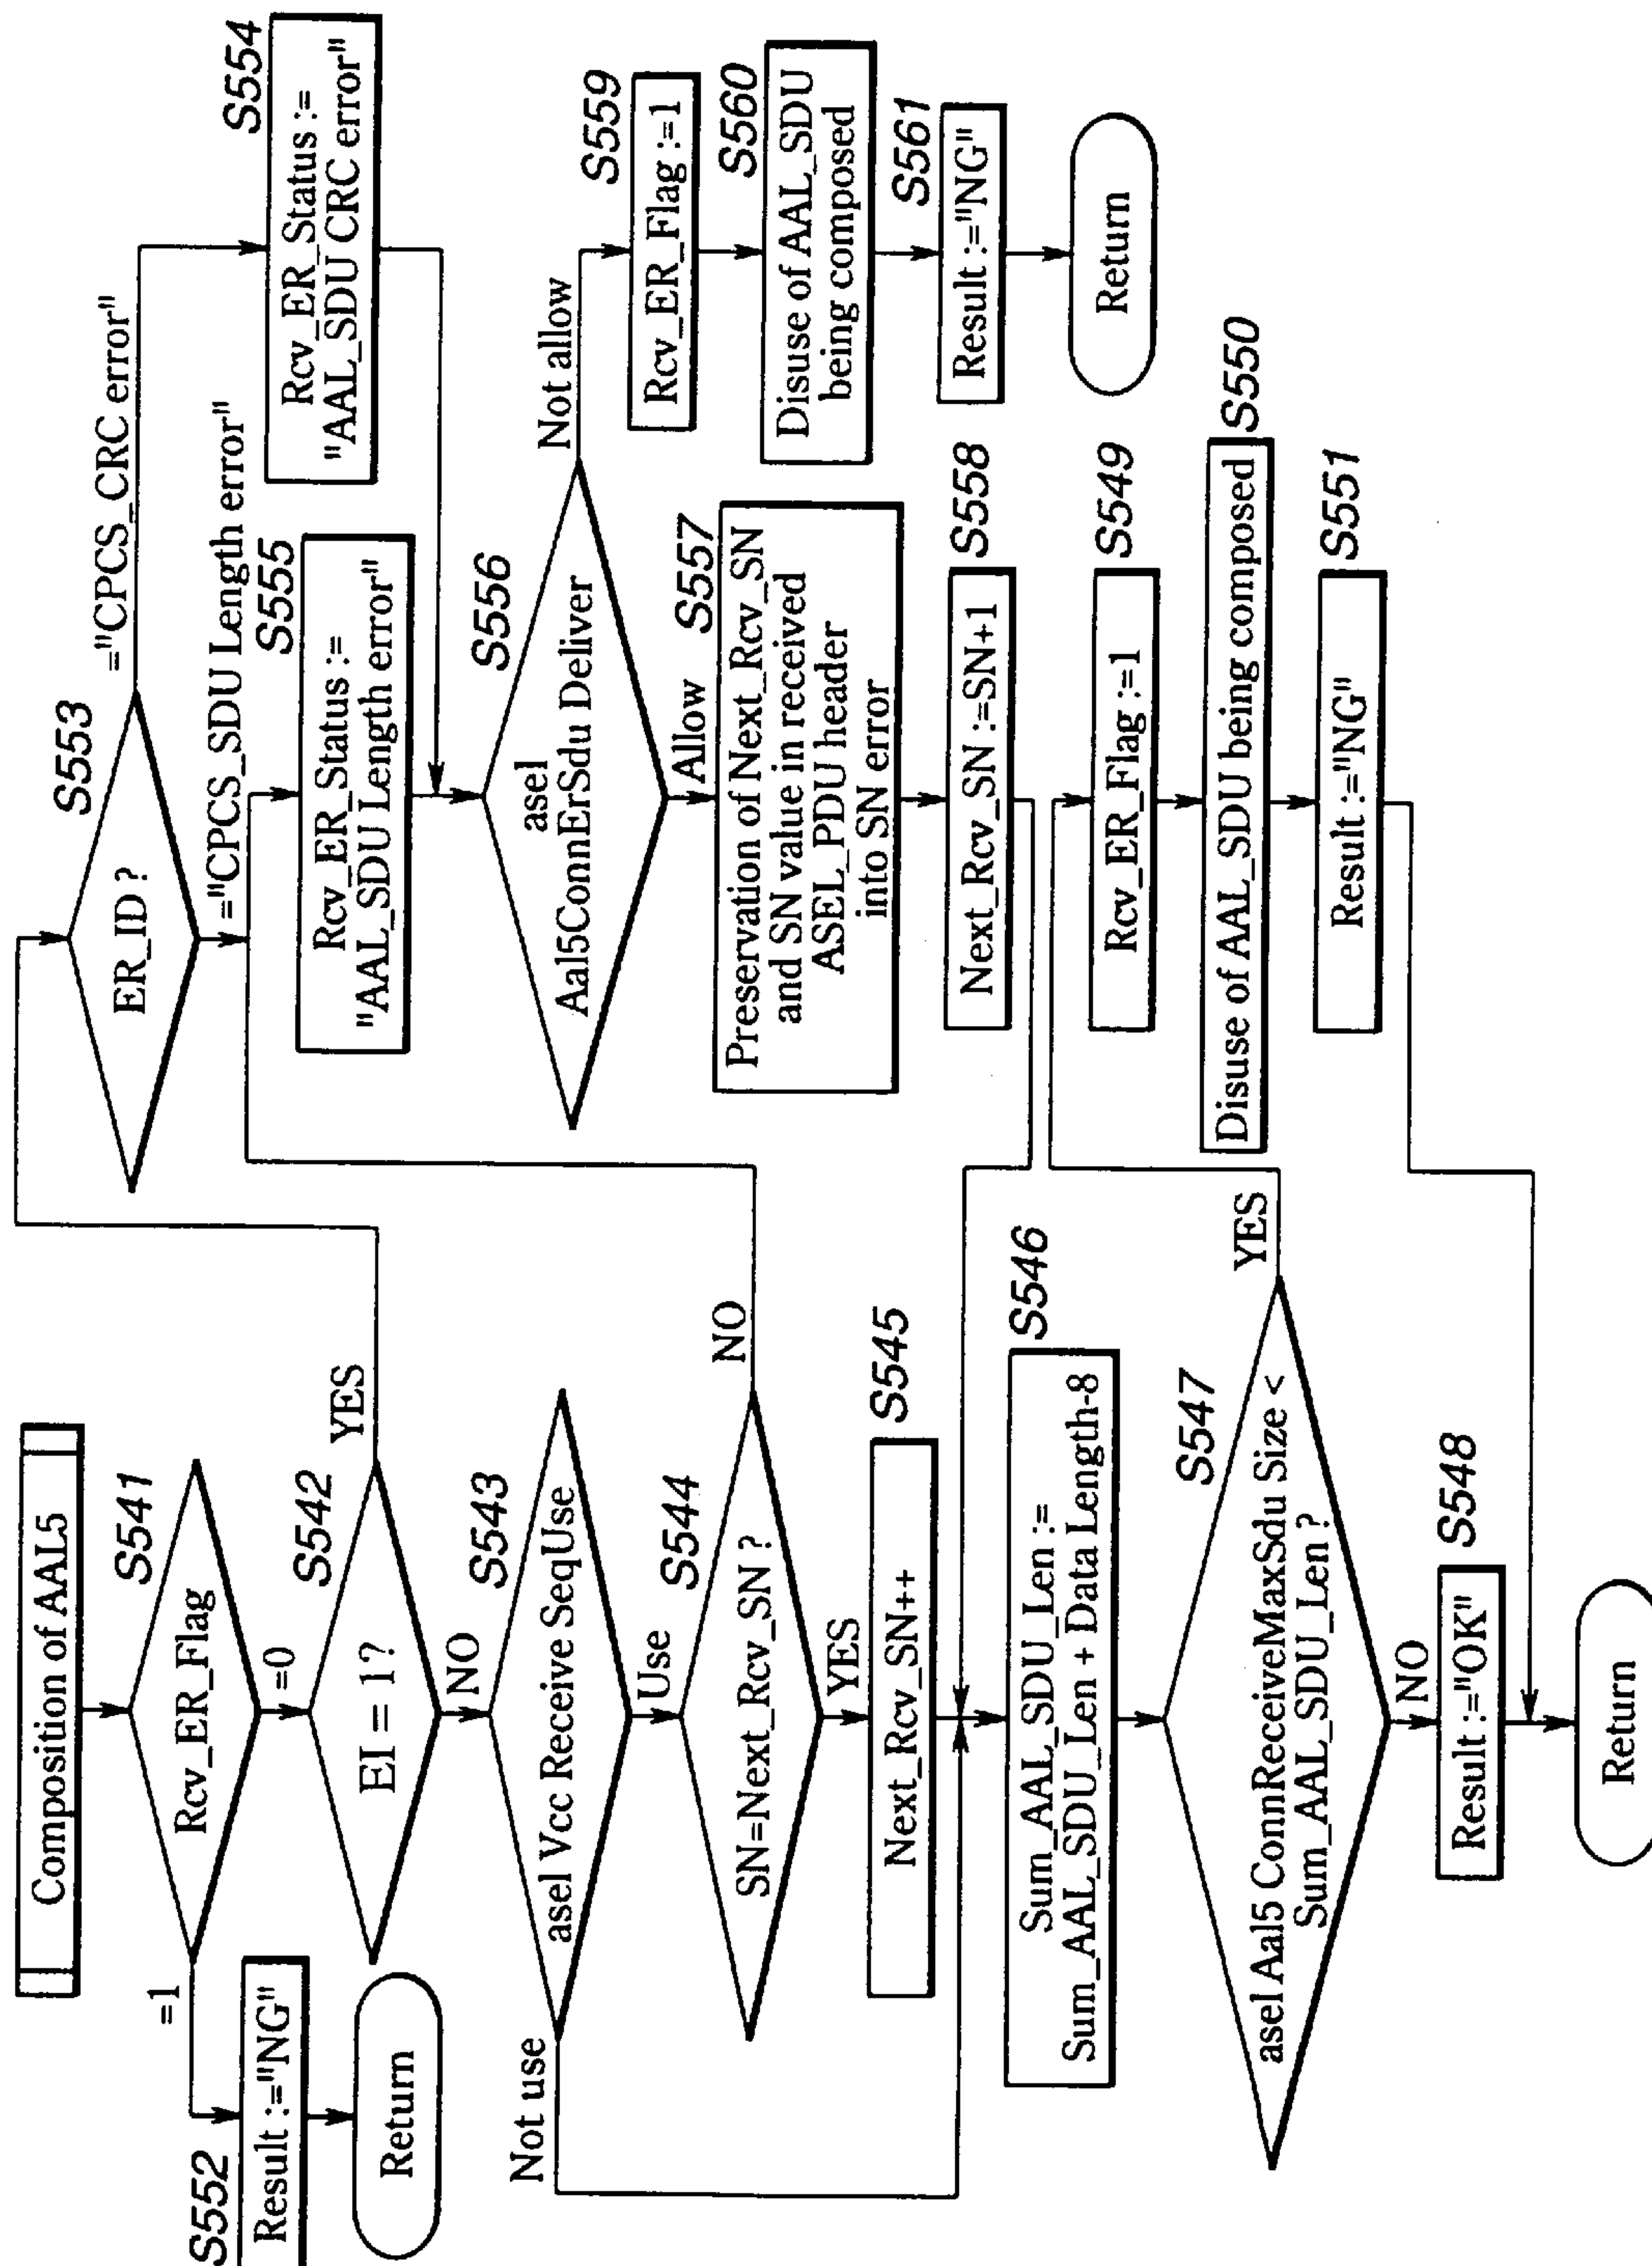 Composition of AAL5
S541
Rcv_ER_Flag
=1
=0
S552
Result :="NG"
Return
S542
EI = 1?
YES
NO
S543
asel Vcc Receive SeqUse
Not use
Use
S544
SN=Next_Rcv_SN ?
NO
YES
S545
Next_Rcv_SN++
S546
Sum_AAL_SDU_Len :=
Sum_AAL_SDU_Len + Data Length-8
S547
asel Aal5 ConnReceiveMaxSdu Size <
Sum_AAL_SDU_Len ?
YES
NO
S548
Result :="OK"
Return
S553
ER_ID ?
="CPCS_CRC error"
="CPCS_SDU Length error"
S554
Rcv_ER_Status :=
"AAL_SDU CRC error"
S555
Rcv_ER_Status :=
"AAL_SDU Length error"
S556
asel
Aal5ConnErSdu Deliver
Not allow
Allow
S557
Preservation of Next_Rcv_SN
and SN value in received
ASEL_PDU header
into SN error
S558
Next_Rcv_SN :=SN+1
S559
Rcv_ER_Flag :=1
S560
Disuse of AAL_SDU
being composed
S561
Result :="NG"
Return
S549
Rcv_ER_Flag :=1
S550
Disuse of AAL_SDU being composed
S551
Result :="NG"